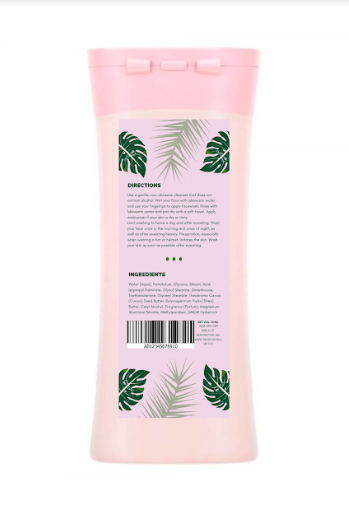 DIRECTIONS
Use a gentle, non-abrasive cleanser that does not
contain alcohol. Wet your face with lukewarm water
and use your fingertips to apply cleanser. Rinse with
lukewarm water and pat dry with a soft towel. Apply
moisturizer if your skin is dry or itchy.
Limit washing to twice a day and after sweating. Wash
your face once in the morning and once at night, as
well as after sweating heavily. Perspiration, especially
when wearing a hat or helmet, irritates the skin. Wash
your skin as soon as possible after sweating.
INGREDIENTS
Water (Aqua), Petrolatum, Glycerin, Stearic Acid,
Isopropyl Palmitate, Glycol Stearate, Dimethicone,
Triethanolamine, Glyceryl Stearate, Theobroma Cacao
(Cocoa) Seed Butter, Butyrospermum Parkii (Shea)
Butter, Cetyl Alcohol, Fragrance (Parfum), Magnesium
Aluminum Silicate, Methylparaben, DMDM Hydantoin